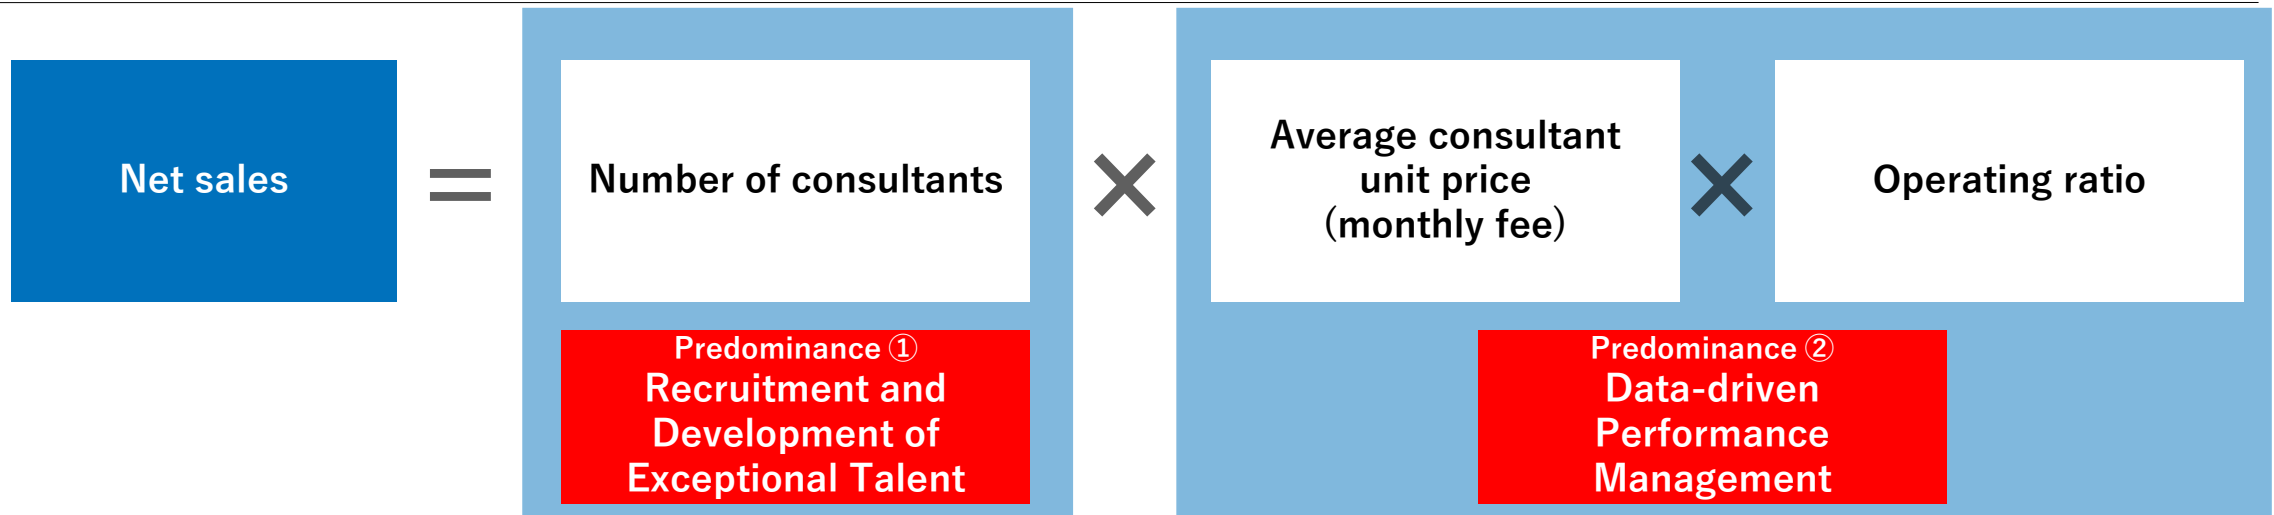 Net sales
=
Number of consultants
×
Average consultant
unit price
(monthly fee)
×
Operating ratio
Predominance ①
Recruitment and
Development of
Exceptional Talent
Predominance ②
Data-driven
Performance
Management